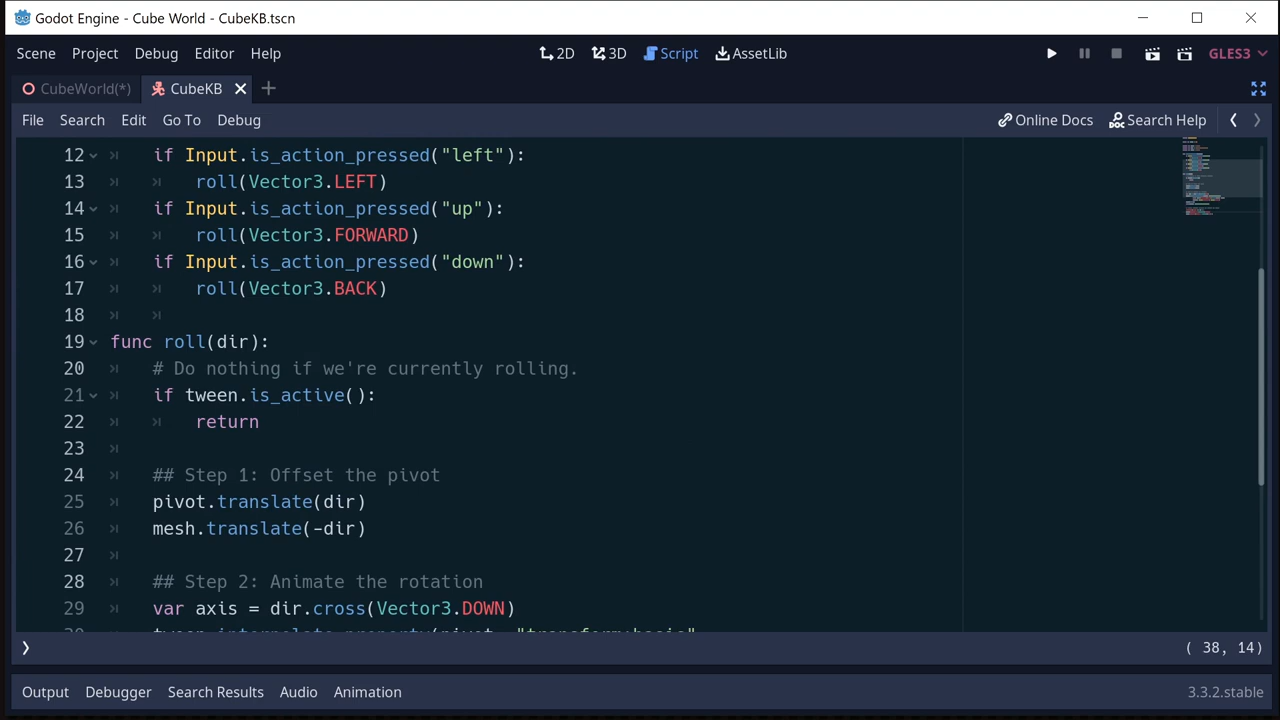 Godot Engine - Cube World - CubeKB.tscn
Scene Project Debug Editor Help 2D 3D Script AssetLib GLES3
CubeWorld(*) CubeKB
File Search Edit Go To Debug Online Docs Search Help
12 if Input.is_action_pressed("left"):
13 roll(Vector3.LEFT)
14 if Input.is_action_pressed("up"):
15 roll(Vector3.FORWARD)
16 if Input.is_action_pressed("down"):
17 roll(Vector3.BACK)
18
19 func roll(dir):
20 # Do nothing if we're currently rolling.
21 if tween.is_active():
22 return
23
24 ## Step 1: Offset the pivot
25 pivot.translate(dir)
26 mesh.translate(-dir)
27
28 ## Step 2: Animate the rotation
29 var axis = dir.cross(Vector3.DOWN)
30 tween.interpolate_property(pivot, "transform:basis",
( 38, 14)
Output Debugger Search Results Audio Animation 3.3.2.stable